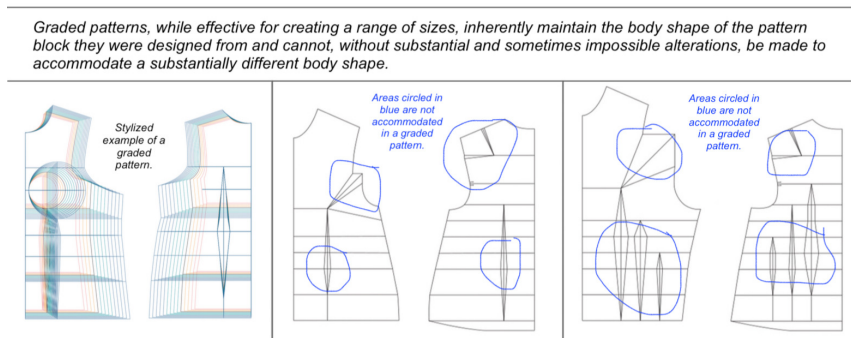 Graded patterns, while effective for creating a range of sizes, inherently maintain the body shape of the pattern
block they were designed from and cannot, without substantial and sometimes impossible alterations, be made to
accommodate a substantially different body shape.
Stylized
example of a
graded
pattern.
Areas circled in
blue are not
accommodated
in a graded
pattern.
Areas circled in
blue are not
accommodated
in a graded
pattern.